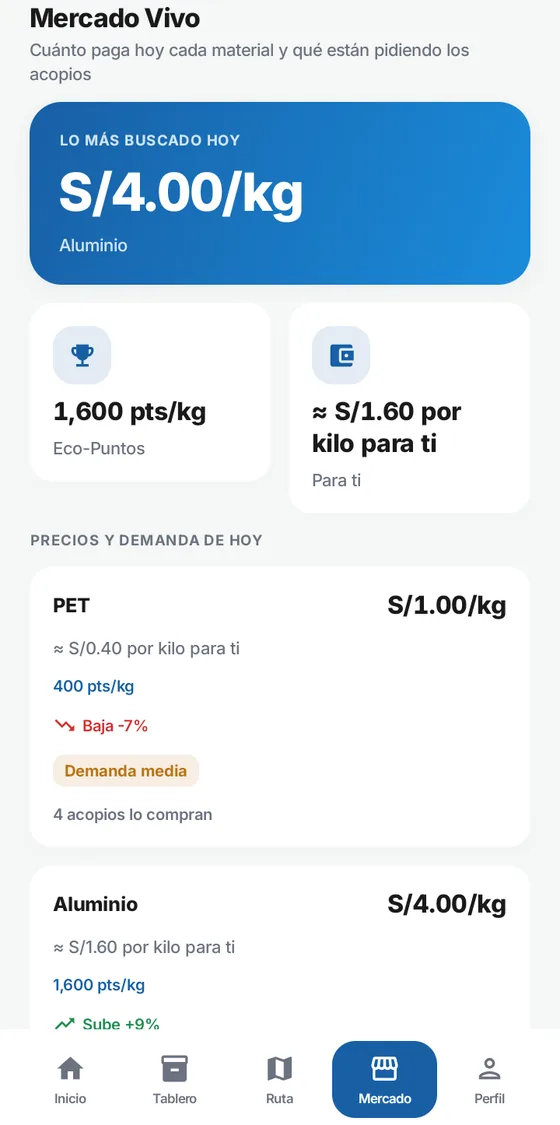 Mercado Vivo
Cuánto paga hoy cada material y qué están pidiendo los
acopios
LO MÁS BUSCADO HOY
S/4.00/kg
Aluminio
1,600 pts/kg
Eco-Puntos
≈ S/1.60 por
kilo para ti
Para ti
PRECIOS Y DEMANDA DE HOY
PET
S/1.00/kg
≈ S/0.40 por kilo para ti
400 pts/kg
Baja -7%
Demanda media
4 acopios lo compran
Aluminio
S/4.00/kg
≈ S/1.60 por kilo para ti
1,600 pts/kg
Sube +9%
Inicio
Tablero
Ruta
Mercado
Perfil